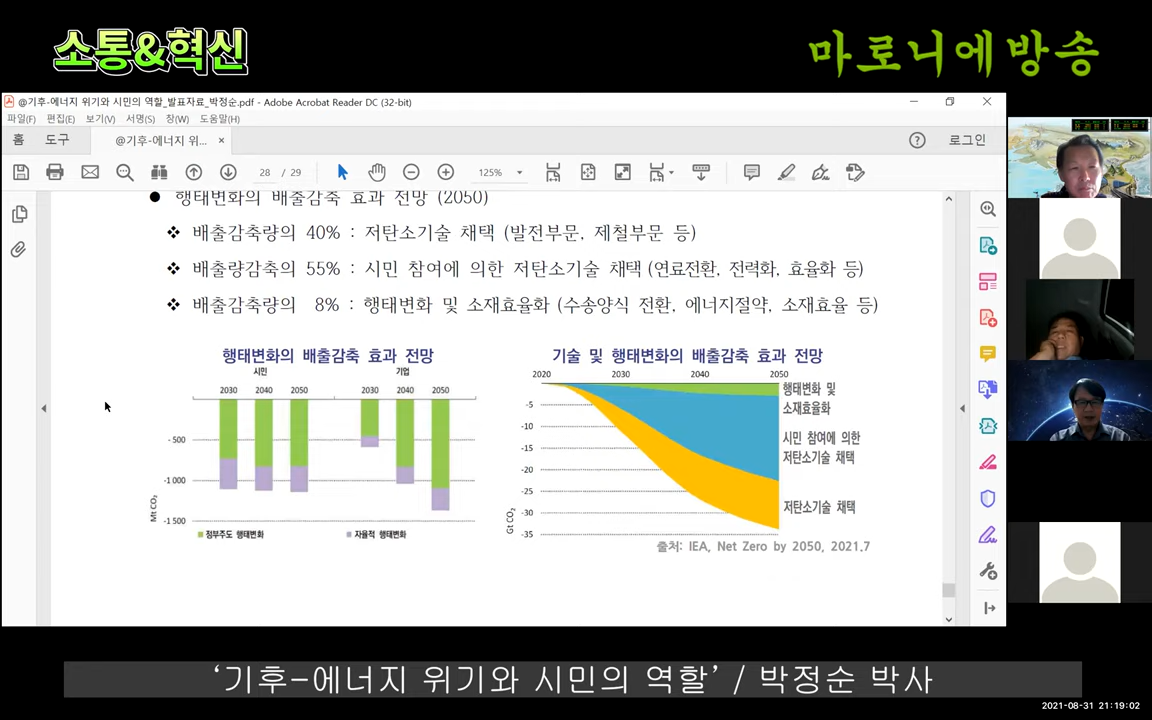 소통&혁신
마로니에방송
@기후-에너지 위기와 시민의 역할_발표자료_박정순.pdf - Adobe Acrobat Reader DC (32-bit)
파일(F) 편집(E) 보기(V) 서명(S) 창(W) 도움말(H)
홈 도구 @기후-에너지 위... × 로그인
28 / 29 125%
행태변화의 배출감축 효과 전망 (2050)
❖ 배출감축량의 40% : 저탄소기술 채택 (발전부문, 제철부문 등)
❖ 배출량감축의 55% : 시민 참여에 의한 저탄소기술 채택 (연료전환, 전력화, 효율화 등)
❖ 배출감축량의 8% : 행태변화 및 소재효율화 (수송양식 전환, 에너지절약, 소재효율 등)
행태변화의 배출감축 효과 전망
시민 기업
2030 2040 2050 2030 2040 2050
-500
-1 000
-1 500
Mt CO₂
정부주도 행태변화 자율적 행태변화
기술 및 행태변화의 배출감축 효과 전망
2020 2030 2040 2050
-5
-10
-15
-20
-25
-30
-35
Gt CO₂
행태변화 및
소재효율화
시민 참여에 의한
저탄소기술 채택
저탄소기술 채택
출처: IEA, Net Zero by 2050, 2021.7
‘기후-에너지 위기와 시민의 역할’ / 박정순 박사
2021-08-31 21:19:02